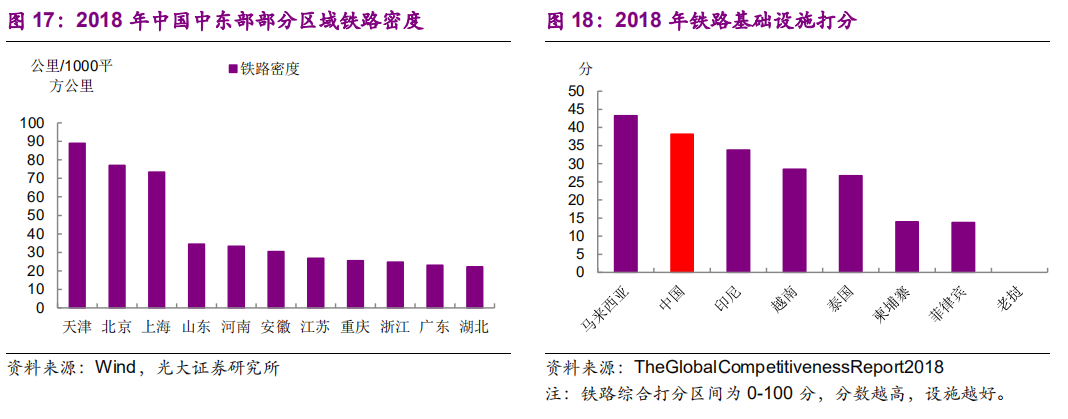 图 17：2018 年中国中东部部分区域铁路密度
公里/1000平
方公里
铁路密度
100
90
80
70
60
50
40
30
20
10
0
天津 北京 上海 山东 河南 安徽 江苏 重庆 浙江 广东 湖北
资料来源：Wind，光大证券研究所
图 18：2018 年铁路基础设施打分
分
50
45
40
35
30
25
20
15
10
5
0
马来西亚 中国 印尼 越南 泰国 柬埔寨 菲律宾 老挝
资料来源：TheGlobalCompetitivenessReport2018
注：铁路综合打分区间为 0-100 分，分数越高，设施越好。